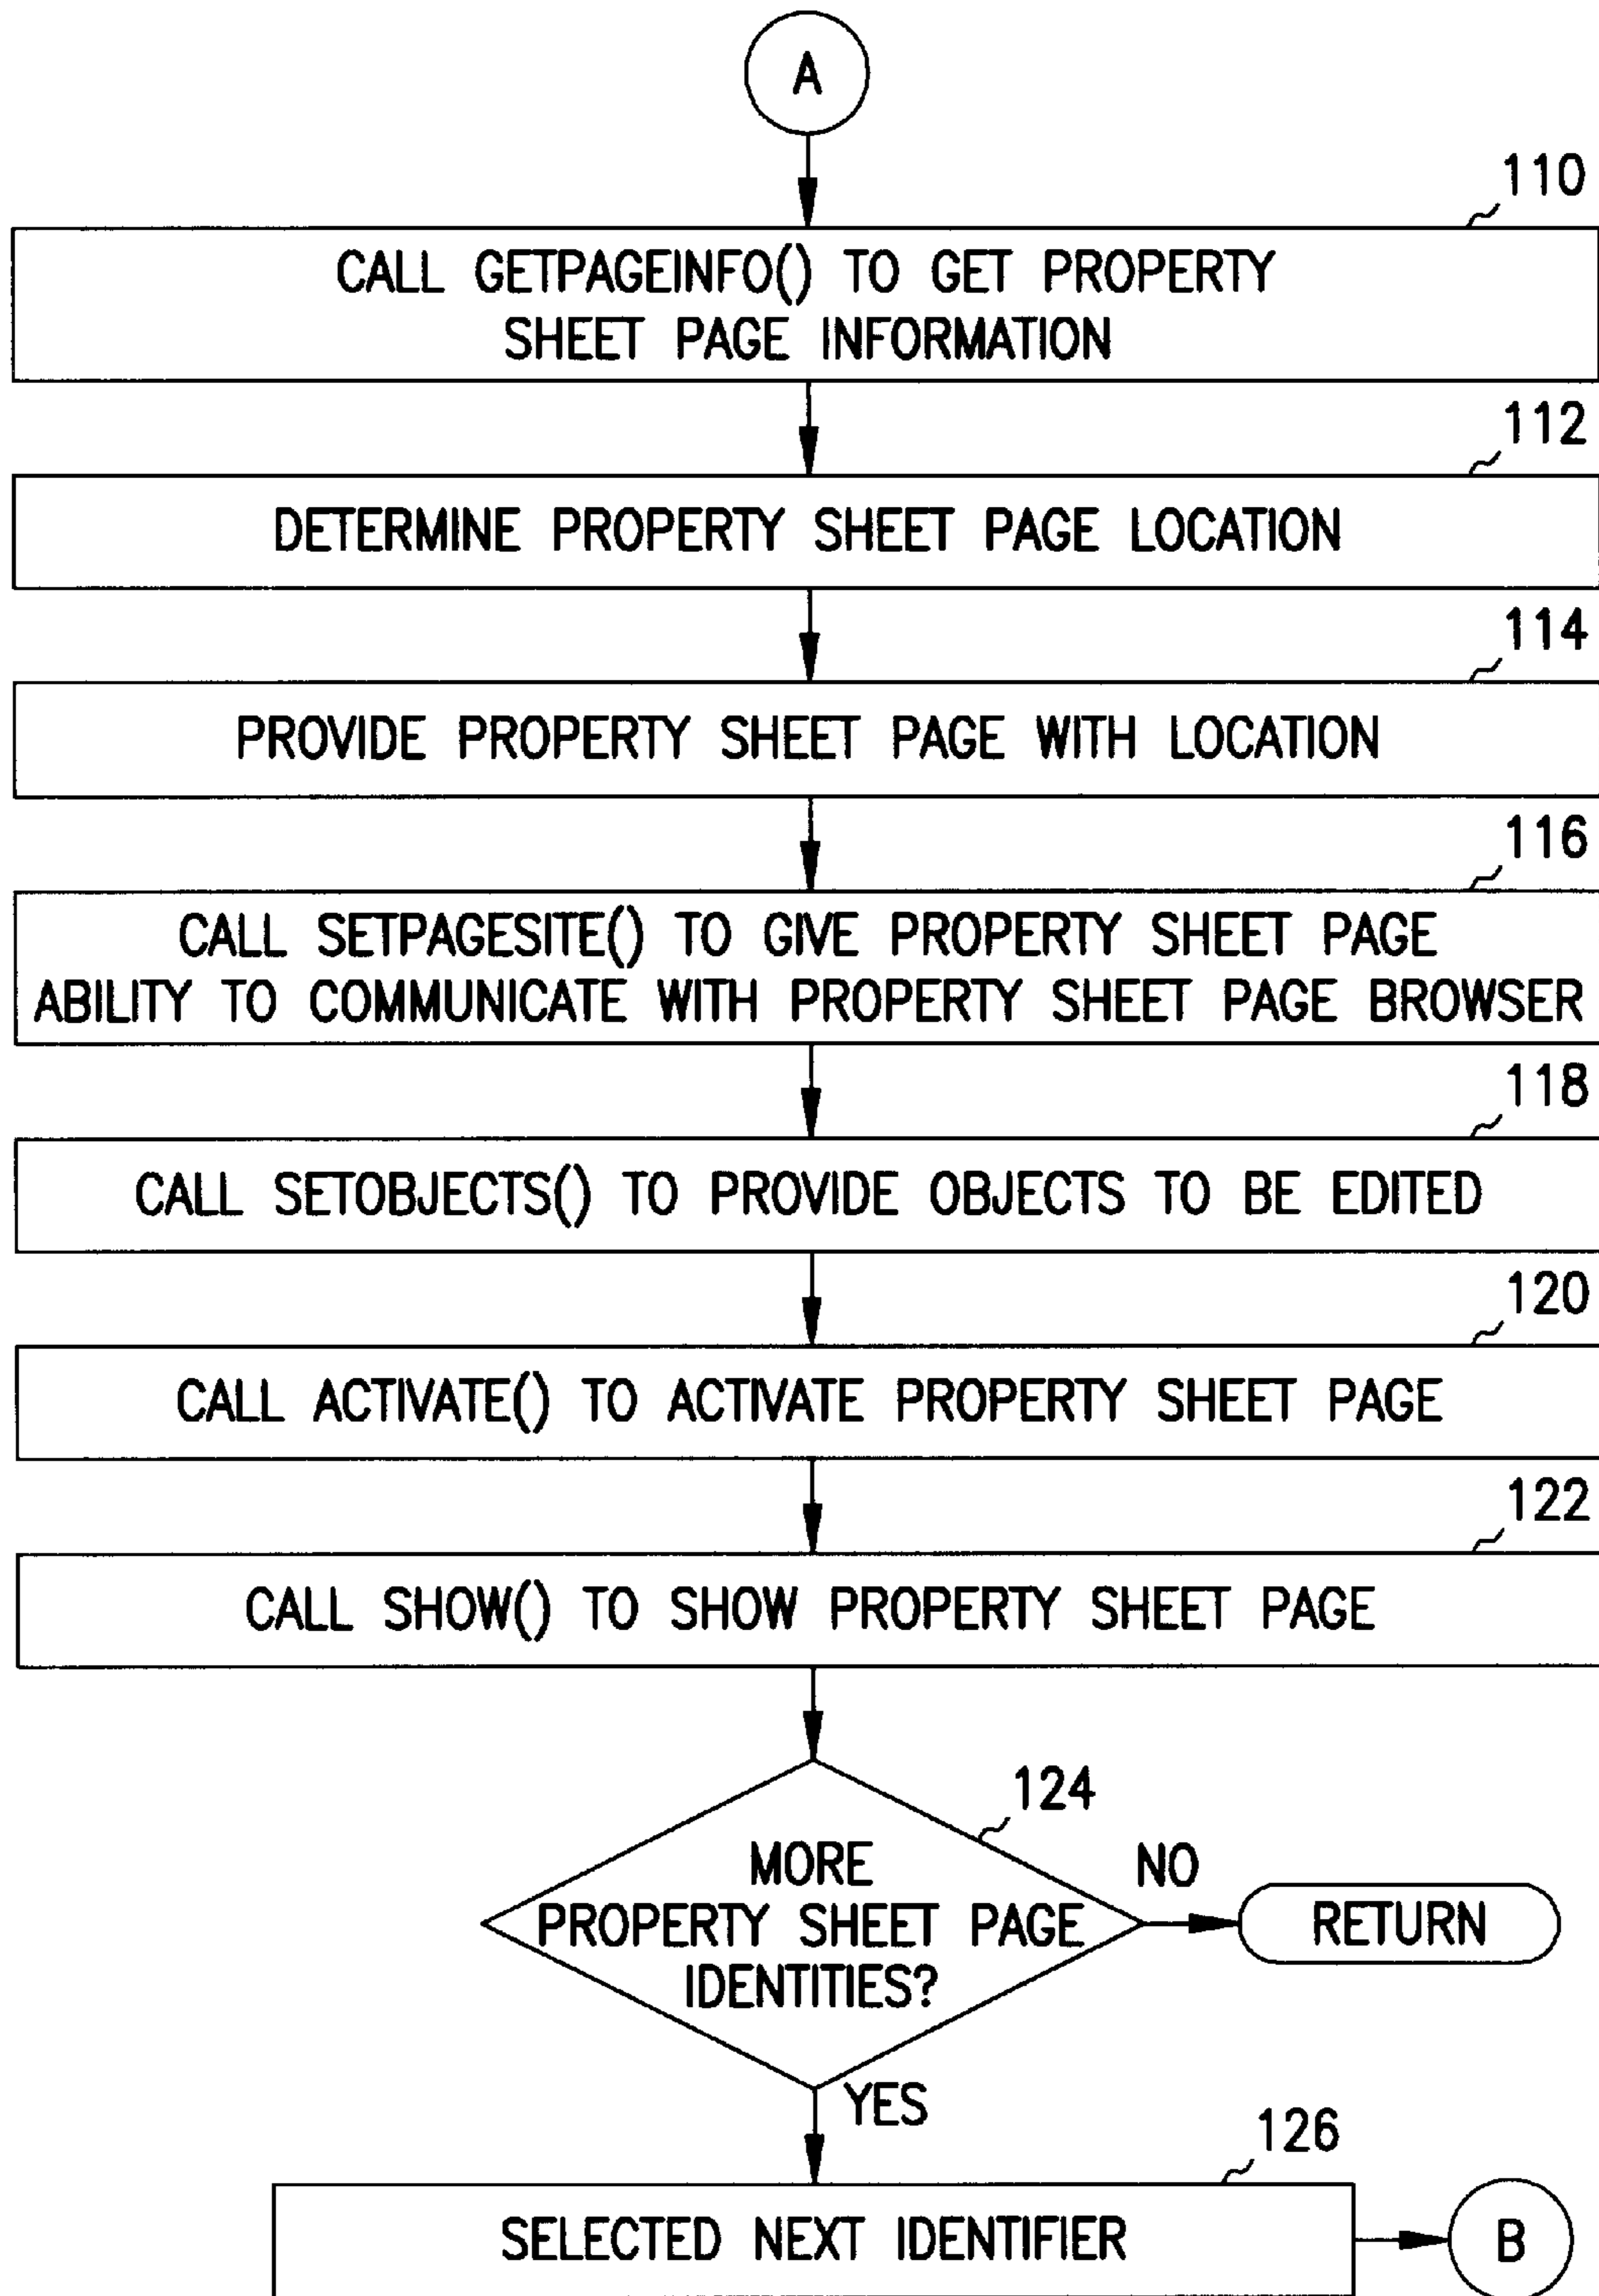 A
110
CALL GETPAGEINFO() TO GET PROPERTY
SHEET PAGE INFORMATION
112
DETERMINE PROPERTY SHEET PAGE LOCATION
114
PROVIDE PROPERTY SHEET PAGE WITH LOCATION
116
CALL SETPAGESITE() TO GIVE PROPERTY SHEET PAGE
ABILITY TO COMMUNICATE WITH PROPERTY SHEET PAGE BROWSER
118
CALL SETOBJECTS() TO PROVIDE OBJECTS TO BE EDITED
120
CALL ACTIVATE() TO ACTIVATE PROPERTY SHEET PAGE
122
CALL SHOW() TO SHOW PROPERTY SHEET PAGE
124
MORE
PROPERTY SHEET PAGE
IDENTITIES?
NO
RETURN
YES
126
SELECTED NEXT IDENTIFIER
B